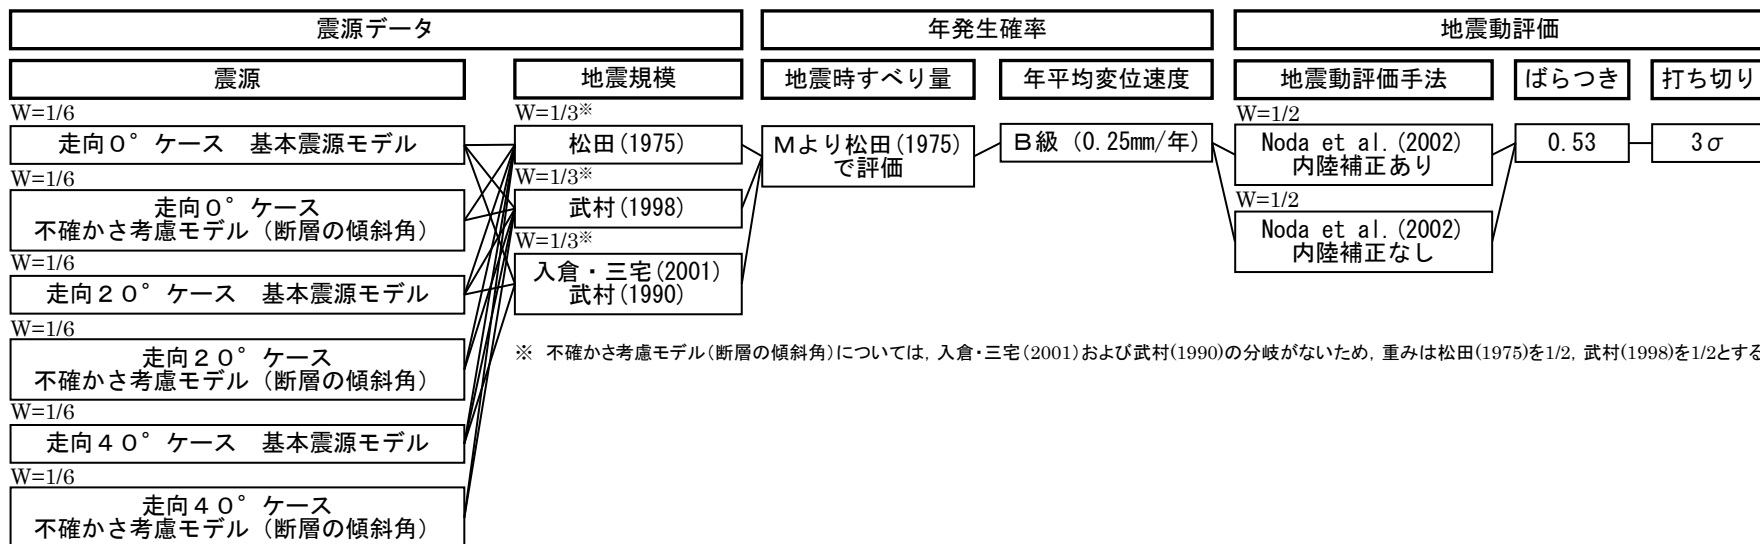 震源データ
年発生確率
地震動評価
震源
地震規模
地震時すべり量
年平均変位速度
地震動評価手法
ばらつき
打ち切り
W=1/6
走向0°ケース 基本震源モデル
W=1/6
走向0°ケース
不確かさ考慮モデル(断層の傾斜角)
W=1/6
走向20°ケース 基本震源モデル
W=1/6
走向20°ケース
不確かさ考慮モデル(断層の傾斜角)
W=1/6
走向40°ケース 基本震源モデル
W=1/6
走向40°ケース
不確かさ考慮モデル(断層の傾斜角)
W=1/3※
松田(1975)
W=1/3※
武村(1998)
W=1/3※
入倉・三宅(2001)
武村(1990)
Mより松田(1975)
で評価
B級 (0.25mm/年)
W=1/2
Noda et al.(2002)
内陸補正あり
W=1/2
Noda et al.(2002)
内陸補正なし
0.53
3σ
※ 不確かさ考慮モデル(断層の傾斜角)については,入倉・三宅(2001)および武村(1990)の分岐がないため,重みは松田(1975)を1/2,武村(1998)を1/2とする